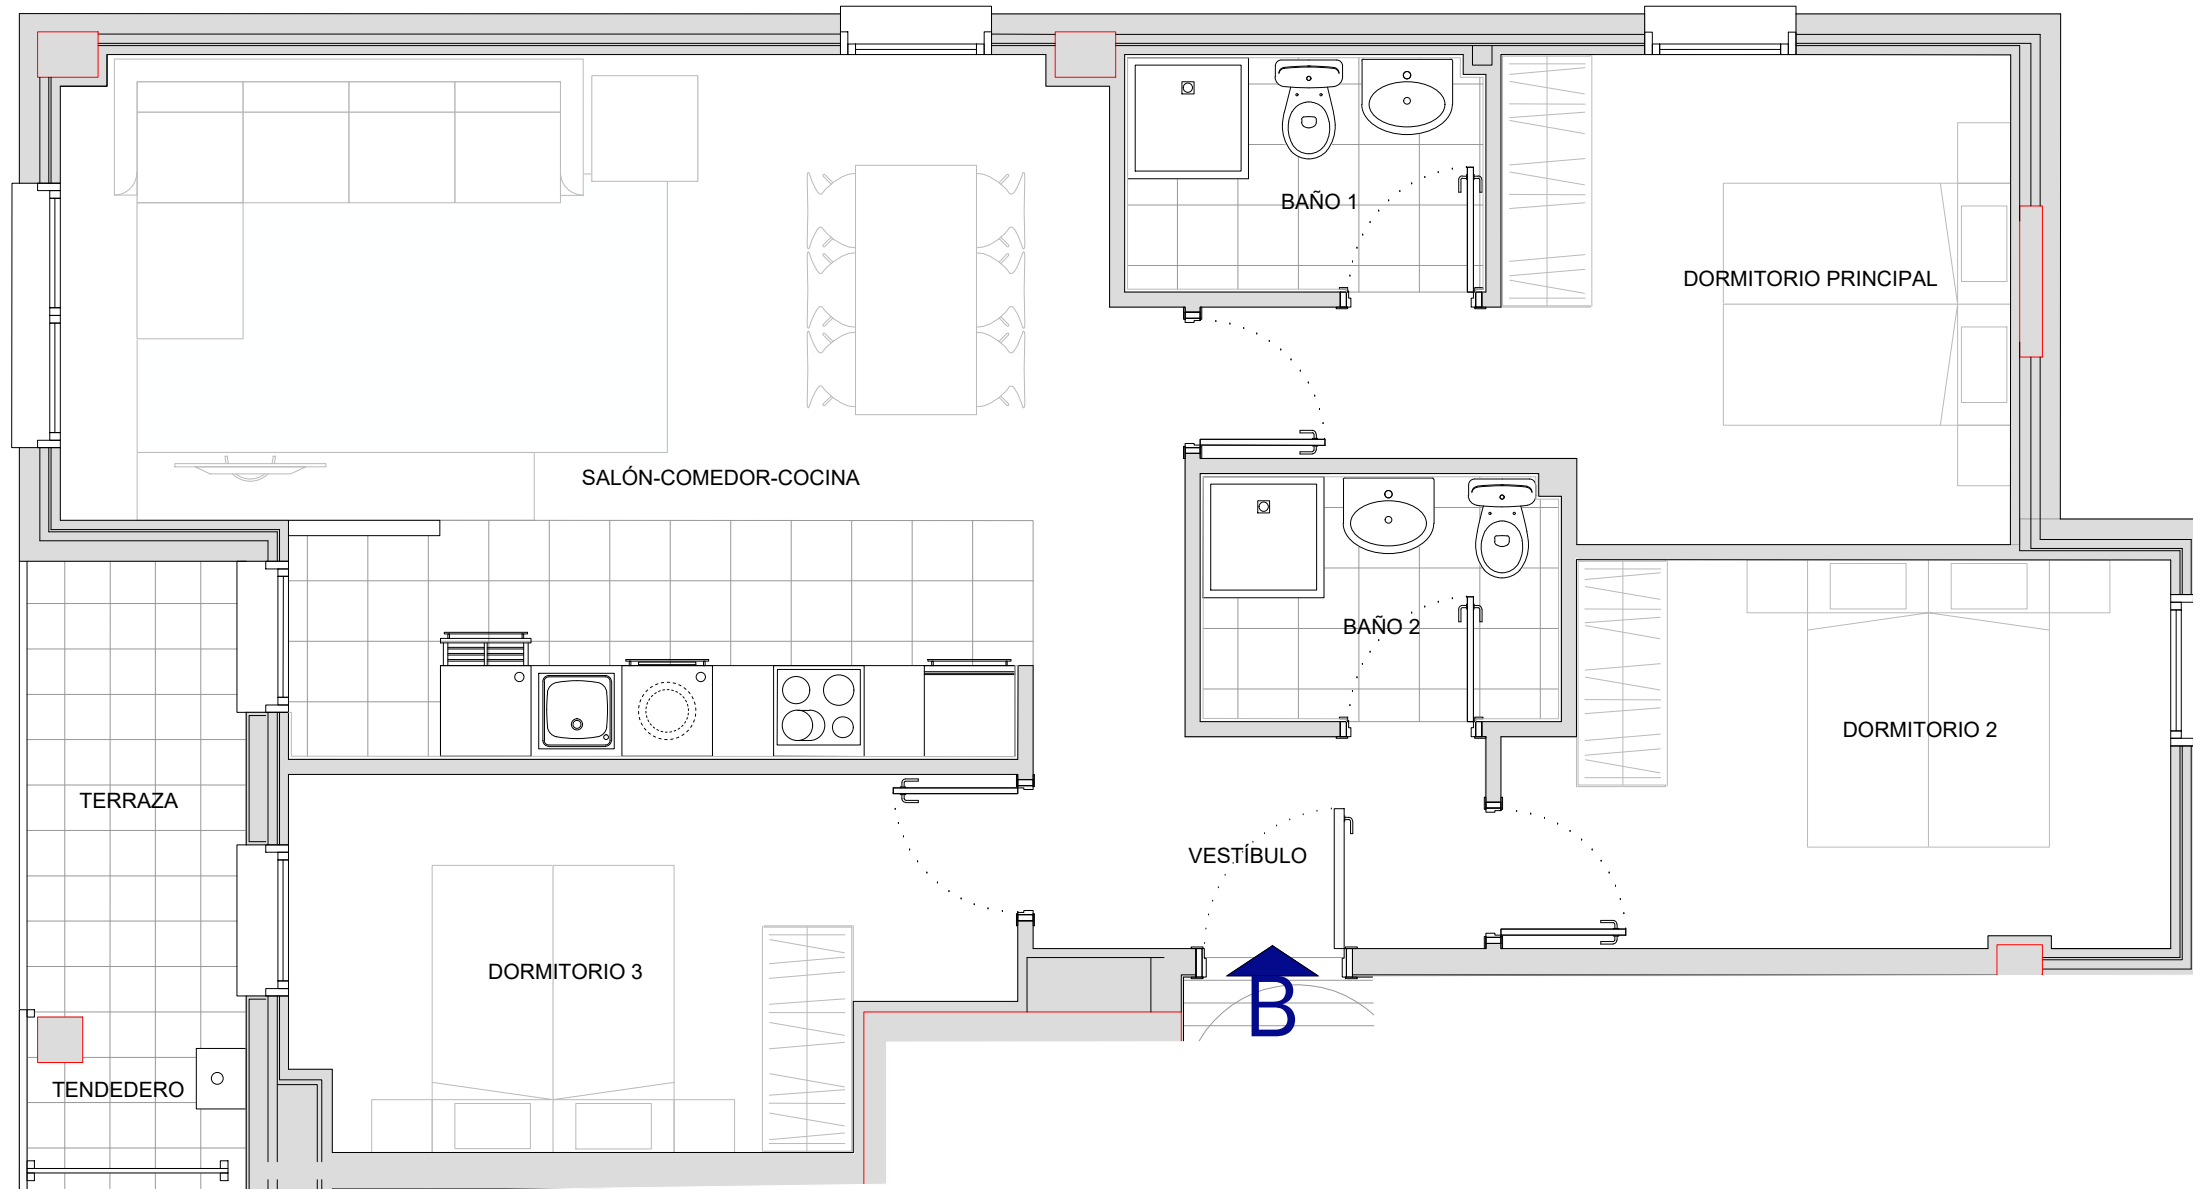 BAÑO 1
DORMITORIO PRINCIPAL
SALÓN-COMEDOR-COCINA
BAÑO 2
DORMITORIO 2
TERRAZA
VESTÍBULO
DORMITORIO 3
B
TENDEDERO